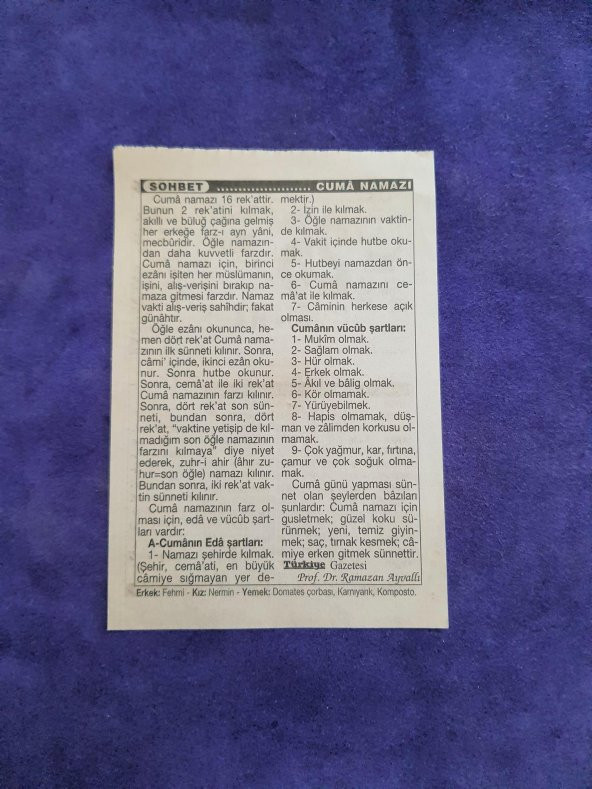 SOHBET ..................... CUMÂ NAMAZI
Cumâ namazı 16 rek'attir.
Bunun 2 rek'atini kılmak,
akıllı ve bülûğ çağına gelmiş
her erkeğe farz-ı ayn yâni,
mecbûridir. Öğle namazın-
dan daha kuvvetli farzdır.
Cumâ namazı için, birinci
ezânı işiten her müslümanın,
işini, alış-verişini bırakıp na-
maza gitmesi farzdır. Namaz
vakti alış-veriş sahîhdir; fakat
günâhtır.
Öğle ezânı okununca, he-
men dört rek'at Cumâ nama-
zının ilk sünneti kılınır. Sonra,
câmi' içinde, ikinci ezân oku-
nur. Sonra hutbe okunur.
Sonra, cemâ'at ile iki rek'at
Cumâ namazının farzı kılınır.
Sonra, dört rek'at son sün-
neti, bundan sonra, dört
rek'at, "vaktine yetişip de kıl-
madığım son öğle namazının
farzını kılmaya" diye niyet
ederek, zuhr-i ahir (âhır zu-
hur=son öğle) namazı kılınır.
Bundan sonra, iki rek'at vak-
tin sünneti kılınır.
Cumâ namazının farz ol-
ması için, edâ ve vücûb şart-
ları vardır:
A-Cumânın Edâ şartları:
1- Namazı şehirde kılmak.
(Şehir, cemâ'ati, en büyük
câmiye sığmayan yer de-
mektir.)
2- İzin ile kılmak.
3- Öğle namazının vaktin-
de kılmak.
4- Vakit içinde hutbe oku-
mak.
5- Hutbeyi namazdan ön-
ce okumak.
6- Cumâ namazını ce-
mâ'at ile kılmak.
7- Câminin herkese açık
olması.
Cumânın vücûb şartları:
1- Mukîm olmak.
2- Sağlam olmak.
3- Hür olmak.
4- Erkek olmak.
5- Âkıl ve bâlig olmak.
6- Kör olmamak.
7- Yürüyebilmek.
8- Hapis olmamak, düş-
man ve zâlimden korkusu ol-
mamak.
9- Çok yağmur, kar, fırtına,
çamur ve çok soğuk olma-
mak.
Cumâ günü yapması sün-
net olan şeylerden bâzıları
şunlardır: Cumâ namazı için
gusletmek; güzel koku sü-
rünmek; yeni, temiz giyin-
mek; saç, tırnak kesmek; câ-
miye erken gitmek sünnettir.
Türkiye Gazetesi
Prof. Dr. Ramazan Ayvallı
Erkek: Fehmi - Kız: Nermin - Yemek: Domates çorbası, Karnıyarık, Komposto.